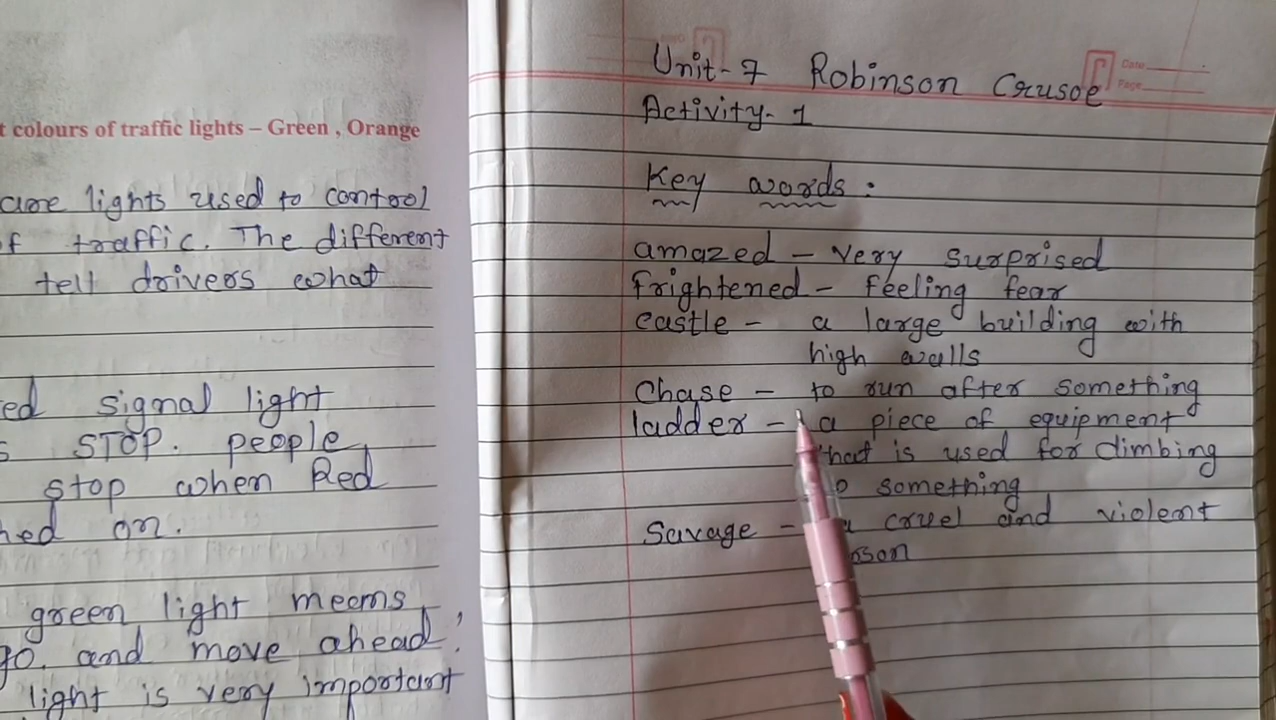 t colours of traffic lights – Green , Orange
are lights used to control
f traffic. The different
tell drivers what
ed signal light
s STOP. people
stop when Red
hed on.
green light means
go. and move ahead.
light is very important
Unit-7 Robinson Crusoe
Date
Page
Activity-1
Key words:
amazed – very surprised
frightened – feeling fear
castle – a large building with
high walls
Chase – to run after something
ladder – a piece of equipment
that is used for climbing
something
Savage – a cruel and violent